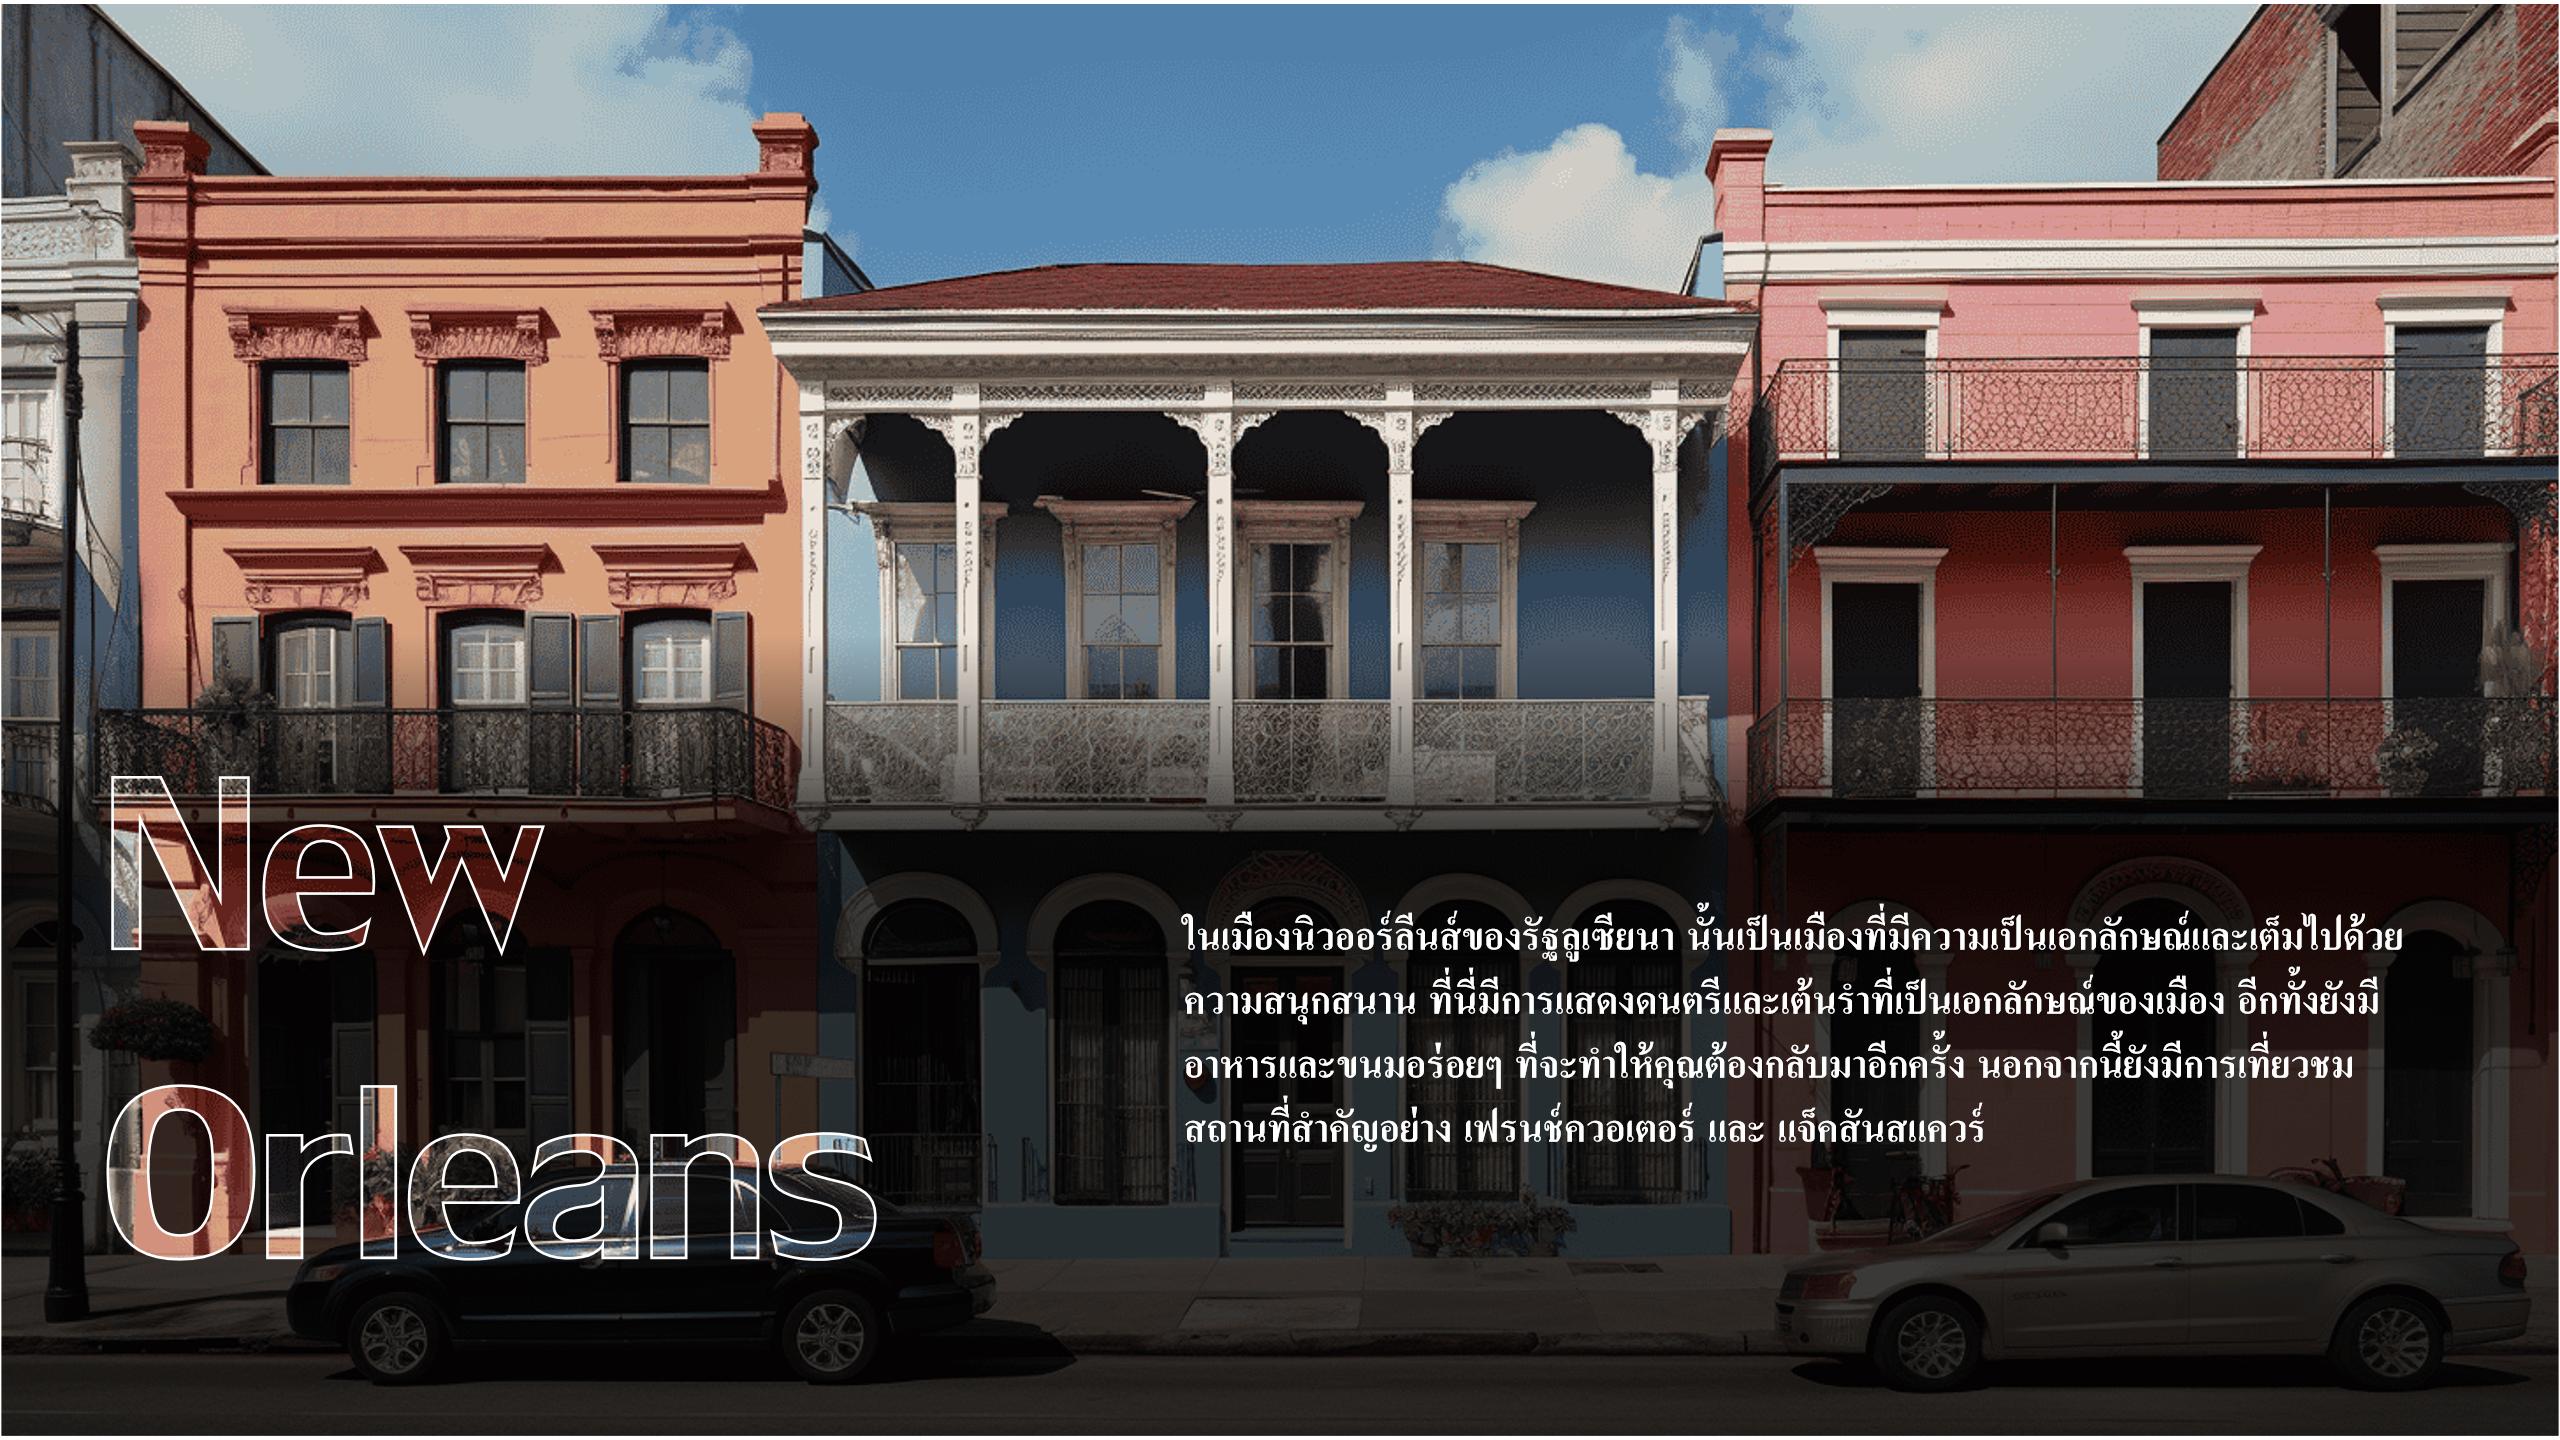 New
Orleans
ในเมืองนิวออร์ลีนส์ของรัฐลูเซียนา นั้นเป็นเมืองที่มีความเป็นเอกลักษณ์และเต็มไปด้วย
ความสนุกสนาน ที่นี่มีการแสดงดนตรีและเต้นรำที่เป็นเอกลักษณ์ของเมือง อีกทั้งยังมี
อาหารและขนมอร่อยๆ ที่จะทำให้คุณต้องกลับมาอีกครั้ง นอกจากนี้ยังมีการเที่ยวชม
สถานที่สำคัญอย่าง เฟรนช์ควอเตอร์ และ แจ็คสันสแควร์